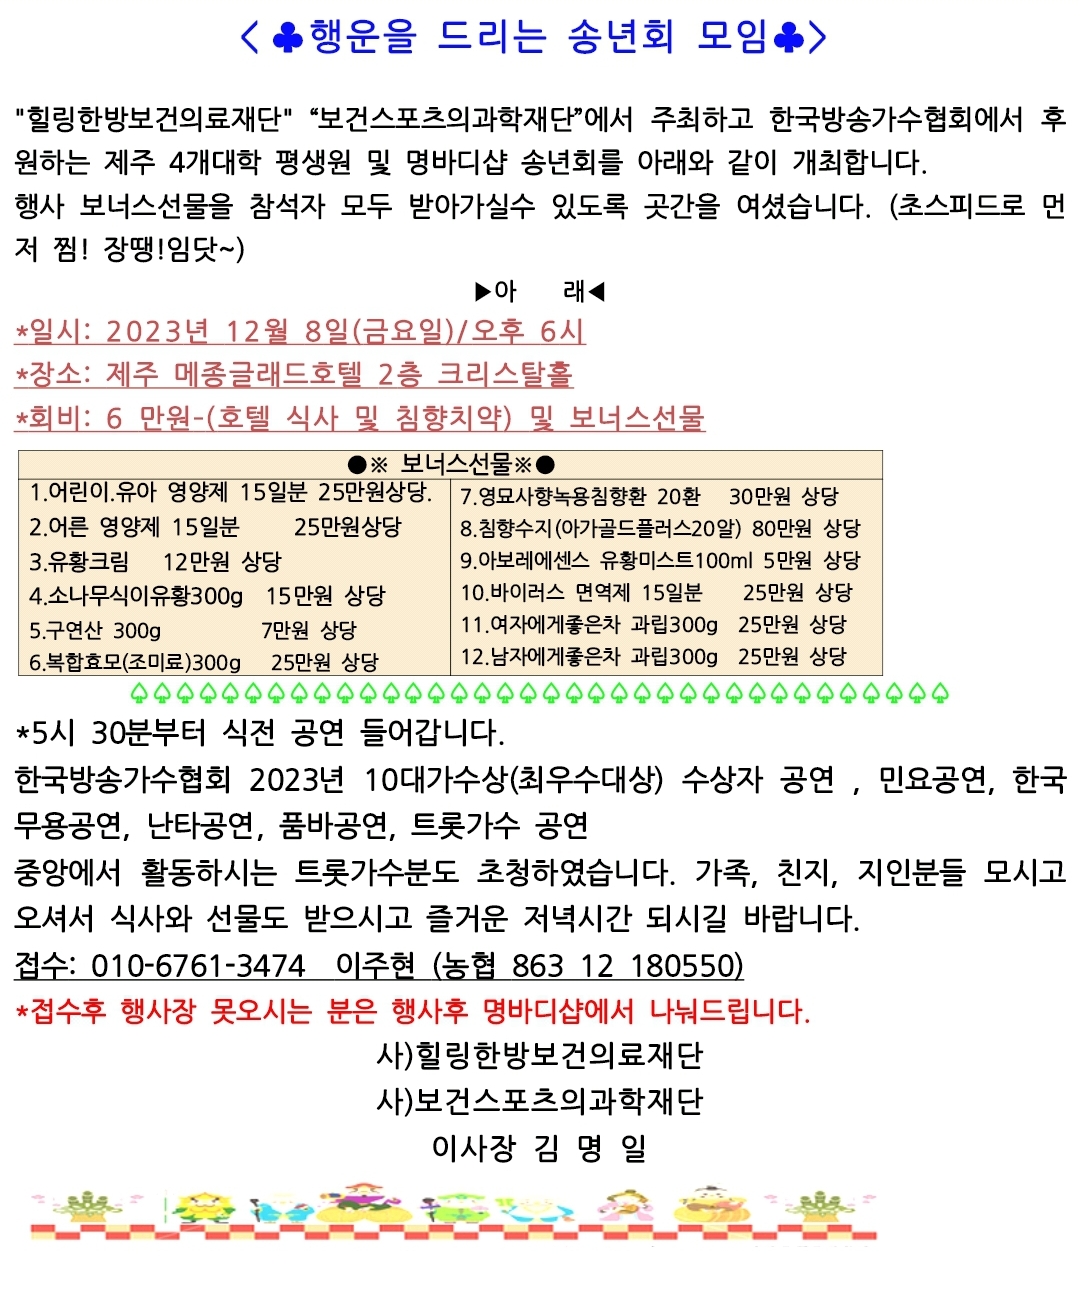 < ♣행운을 드리는 송년회 모임♣>
"힐링한방보건의료재단" “보건스포츠의과학재단”에서 주최하고 한국방송가수협회에서 후
원하는 제주 4개대학 평생원 및 명바디샵 송년회를 아래와 같이 개최합니다.
행사 보너스선물을 참석자 모두 받아가실수 있도록 곳간을 여셨습니다. (초스피드로 먼
저 찜! 장땡!임닷~)
▶아 래◀
*일시: 2023년 12월 8일(금요일)/오후 6시
*장소: 제주 메종글래드호텔 2층 크리스탈홀
*회비: 6 만원-(호텔 식사 및 침향치약) 및 보너스선물
●※ 보너스선물※●
1.어린이.유아 영양제 15일분 25만원상당.
2.어른 영양제 15일분 25만원상당
3.유황크림 12만원 상당
4.소나무식이유황300g 15만원 상당
5.구연산 300g 7만원 상당
6.복합효모(조미료)300g 25만원 상당
7.영묘사향녹용침향환 20환 30만원 상당
8.침향수지(아가골드플러스20알) 80만원 상당
9.아보레에센스 유황미스트100ml 5만원 상당
10.바이러스 면역제 15일분 25만원 상당
11.여자에게좋은차 과립300g 25만원 상당
12.남자에게좋은차 과립300g 25만원 상당
*5시 30분부터 식전 공연 들어갑니다.
한국방송가수협회 2023년 10대가수상(최우수대상) 수상자 공연 , 민요공연, 한국
무용공연, 난타공연, 품바공연, 트롯가수 공연
중앙에서 활동하시는 트롯가수분도 초청하였습니다. 가족, 친지, 지인분들 모시고
오셔서 식사와 선물도 받으시고 즐거운 저녁시간 되시길 바랍니다.
접수: 010-6761-3474 이주현 (농협 863 12 180550)
*접수후 행사장 못오시는 분은 행사후 명바디샵에서 나눠드립니다.
사)힐링한방보건의료재단
사)보건스포츠의과학재단
이사장 김 명 일